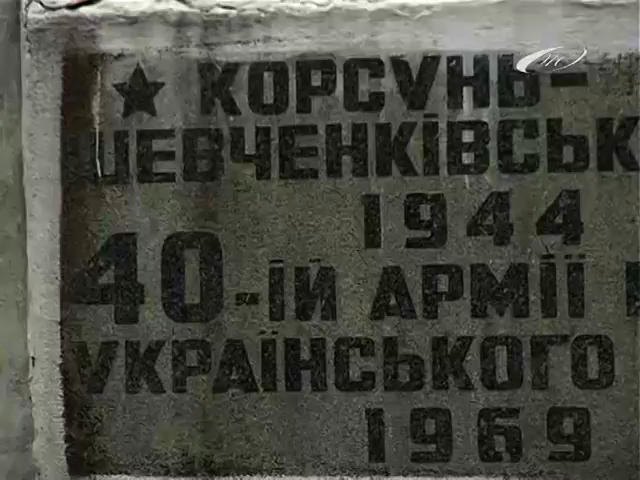 ★ КОРСУНЬ-
ШЕВЧЕНКІВСЬК
1944
40-ІЙ АРМІЇ
УКРАЇНСЬКОГО
1969